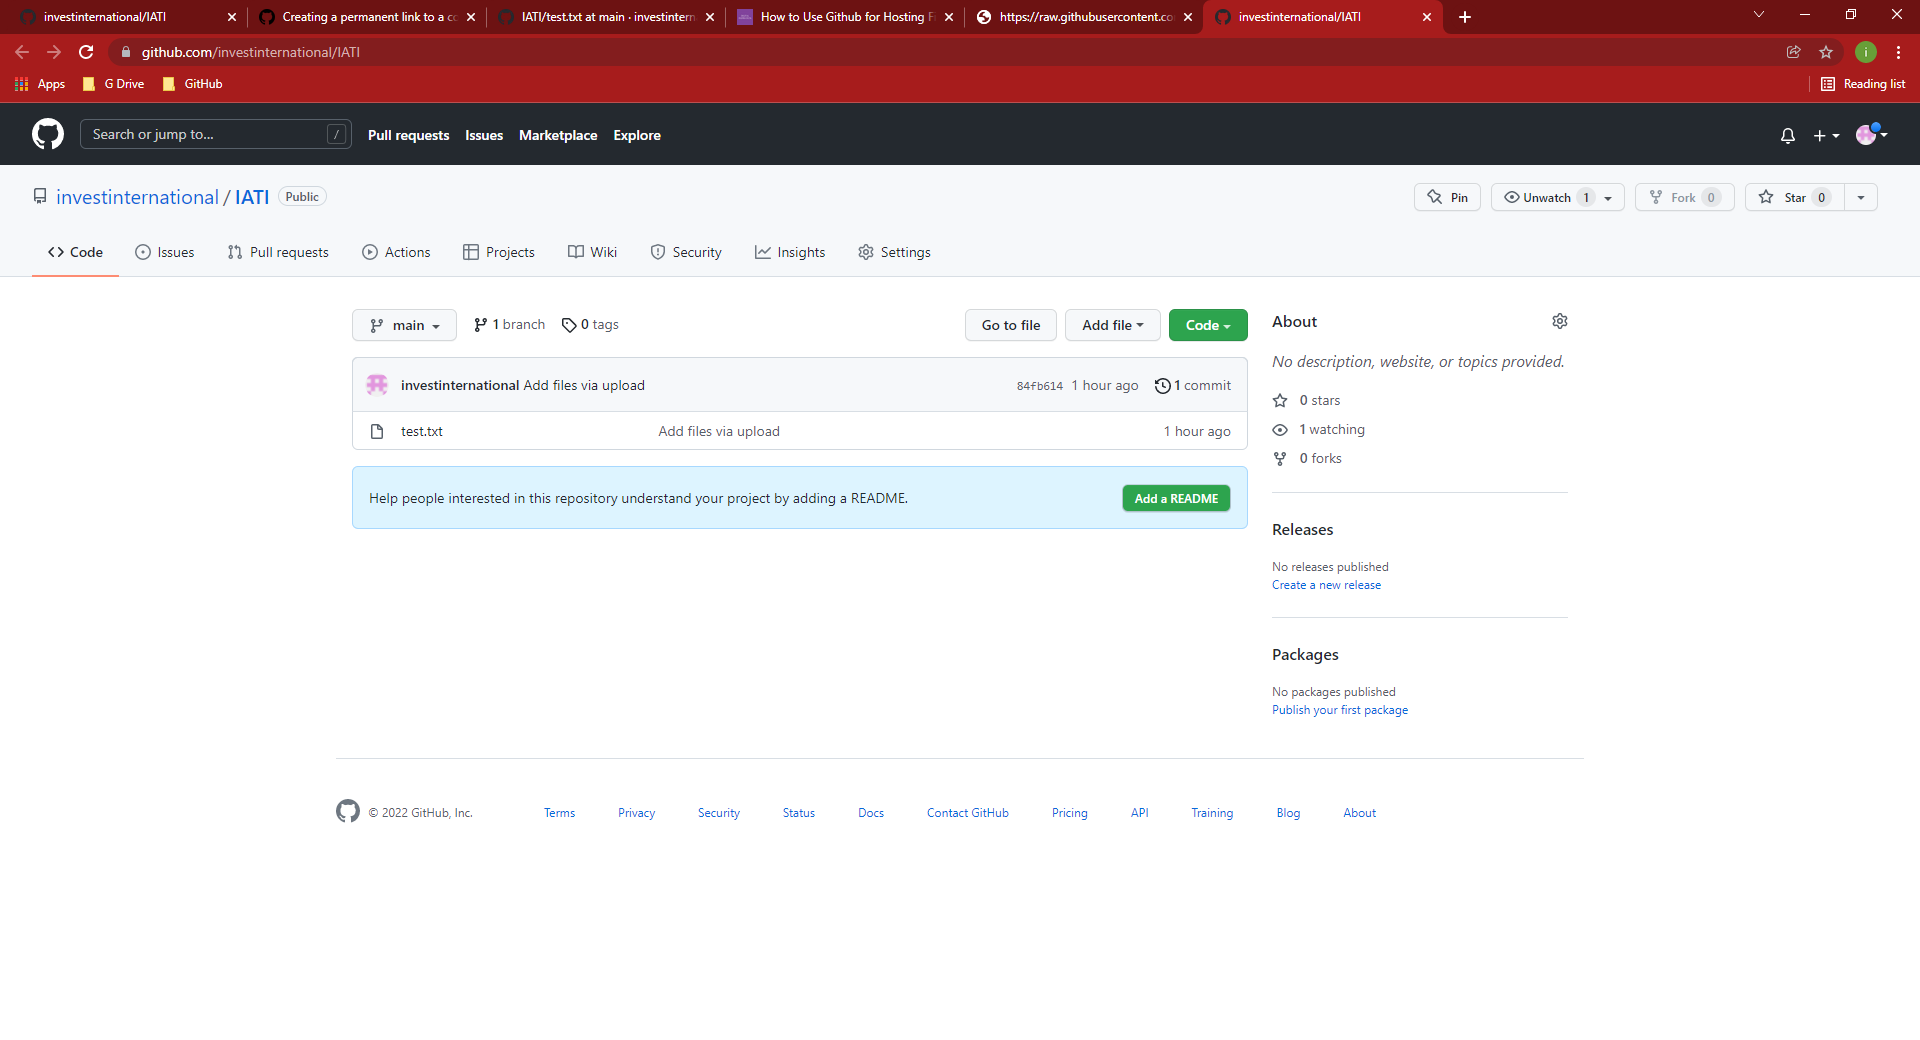 investinternational/IATI
Creating a permanent link to a co
IATI/test.txt at main · investintern
How to Use Github for Hosting Fi
https://raw.githubusercontent.co
investinternational/IATI
github.com/investinternational/IATI
i
Apps G Drive GitHub Reading list
Search or jump to... / Pull requests Issues Marketplace Explore
investinternational / IATI Public
Pin Unwatch 1 Fork 0 Star 0
Code Issues Pull requests Actions Projects Wiki Security Insights Settings
main 1 branch 0 tags Go to file Add file Code
investinternational Add files via upload 84fb614 1 hour ago 1 commit
test.txt Add files via upload 1 hour ago
Help people interested in this repository understand your project by adding a README. Add a README
About
No description, website, or topics provided.
0 stars
1 watching
0 forks
Releases
No releases published
Create a new release
Packages
No packages published
Publish your first package
© 2022 GitHub, Inc. Terms Privacy Security Status Docs Contact GitHub Pricing API Training Blog About